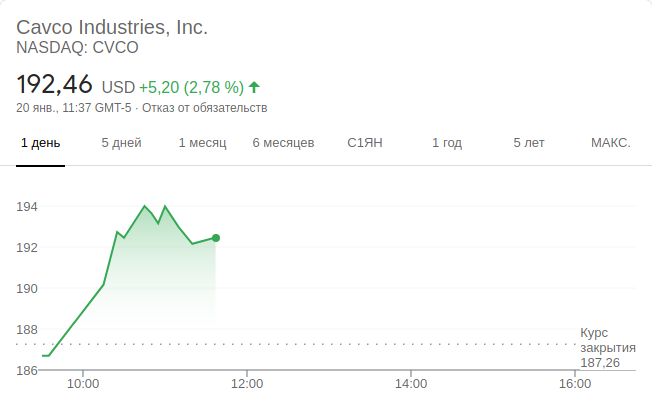 Cavco Industries, Inc.
NASDAQ: CVCO
192,46 USD +5,20 (2,78 %)
20 янв., 11:37 GMT-5 · Отказ от обязательств
1 день 5 дней 1 месяц 6 месяцев С1ЯН 1 год 5 лет МАКС.
194
192
190
188
Курс
закрытия
187,26
186
10:00 12:00 14:00 16:00